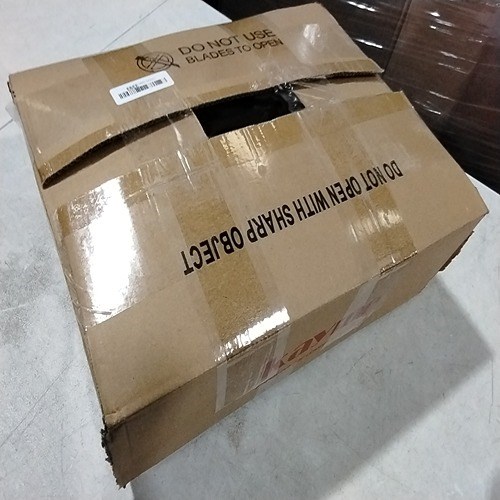 DO NOT USE
BLADES TO OPEN
DO NOT OPEN WITH SHARP OBJECT